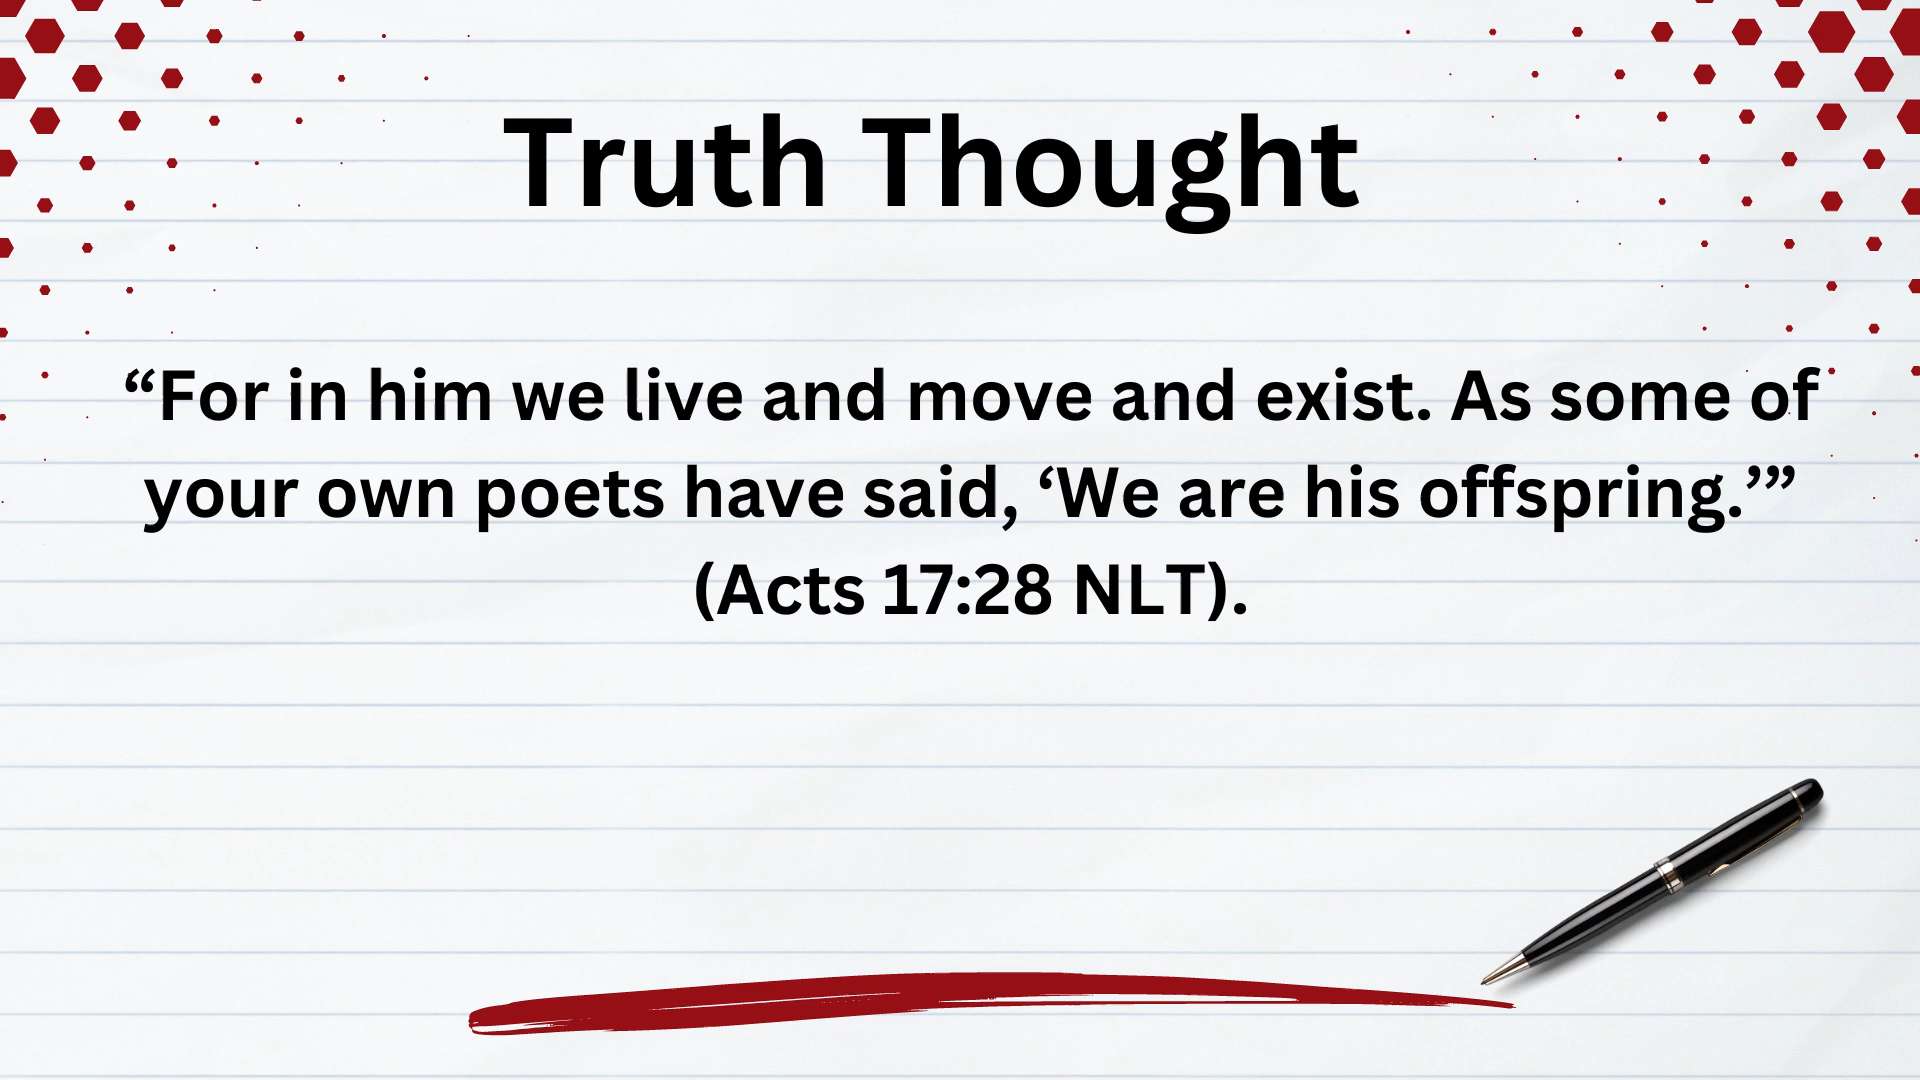 Truth Thought
“For in him we live and move and exist. As some of
your own poets have said, ‘We are his offspring.’”
(Acts 17:28 NLT).